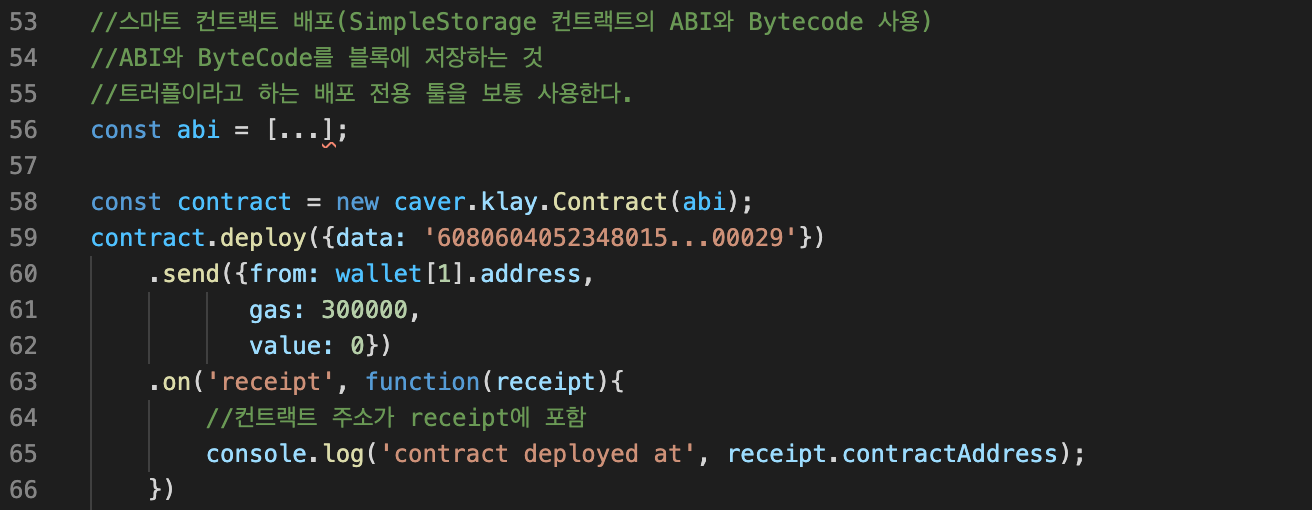 53 //스마트 컨트랙트 배포(SimpleStorage 컨트랙트의 ABI와 Bytecode 사용)
54 //ABI와 ByteCode를 블록에 저장하는 것
55 //트러플이라고 하는 배포 전용 툴을 보통 사용한다.
56 const abi = [...];
57
58 const contract = new caver.klay.Contract(abi);
59 contract.deploy({data: '6080604052348015...00029'})
60 .send({from: wallet[1].address,
61 gas: 300000,
62 value: 0})
63 .on('receipt', function(receipt){
64 //컨트랙트 주소가 receipt에 포함
65 console.log('contract deployed at', receipt.contractAddress);
66 })